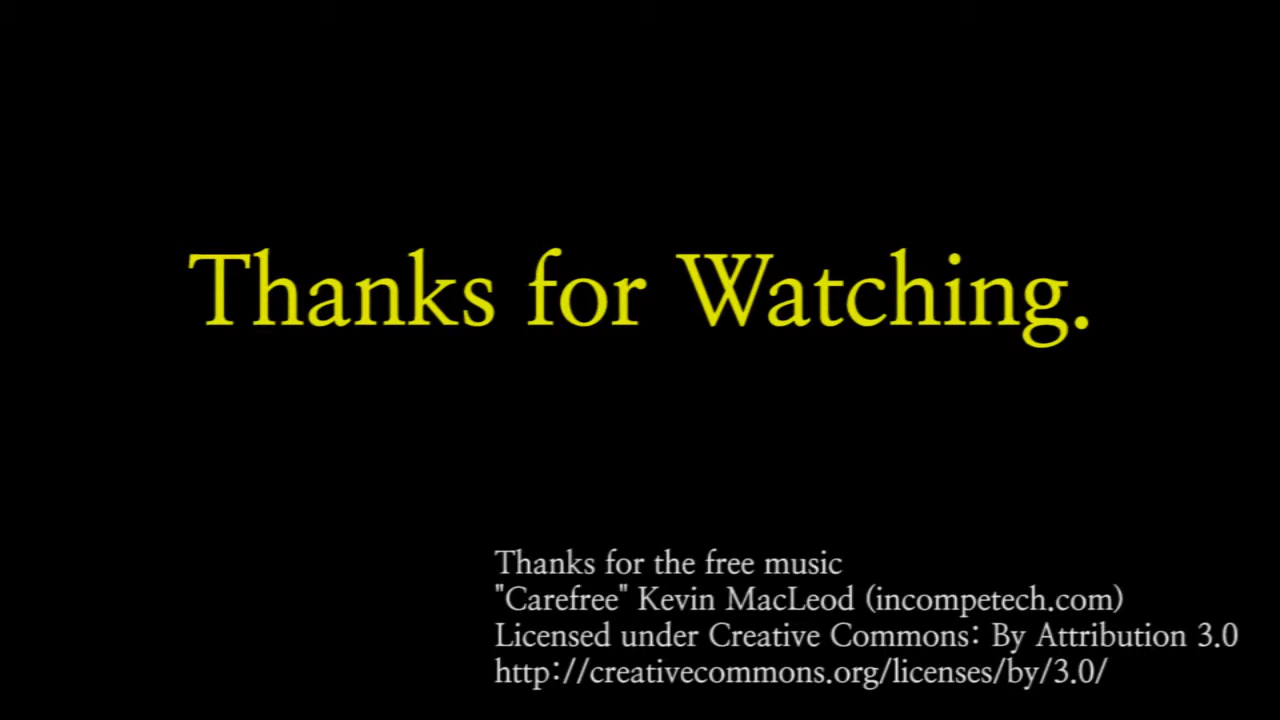 Thanks for Watching.
Thanks for the free music
"Carefree" Kevin MacLeod (incompetech.com)
Licensed under Creative Commons: By Attribution 3.0
http://creativecommons.org/licenses/by/3.0/